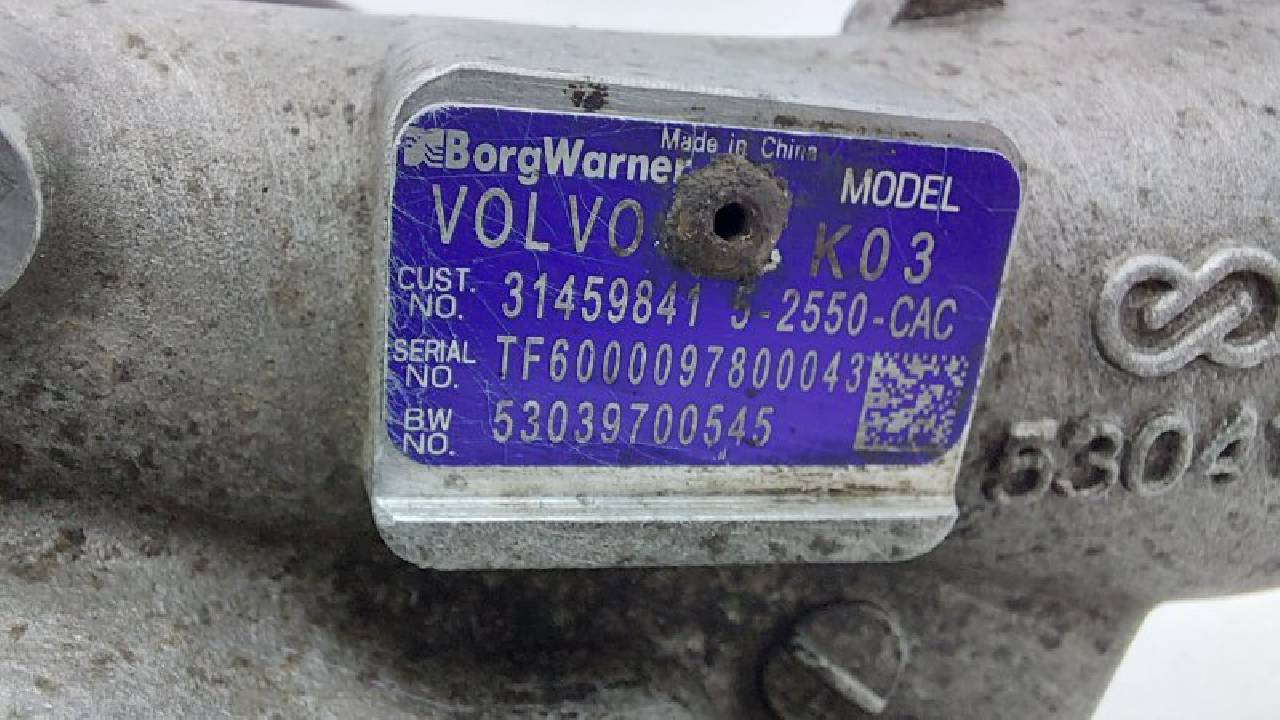 BorgWarner Made in China
MODEL
VOLVO K03
CUST. NO. 31459841 5-2550-CAC
SERIAL NO. TF6000097800043
BW NO. 53039700545
5304